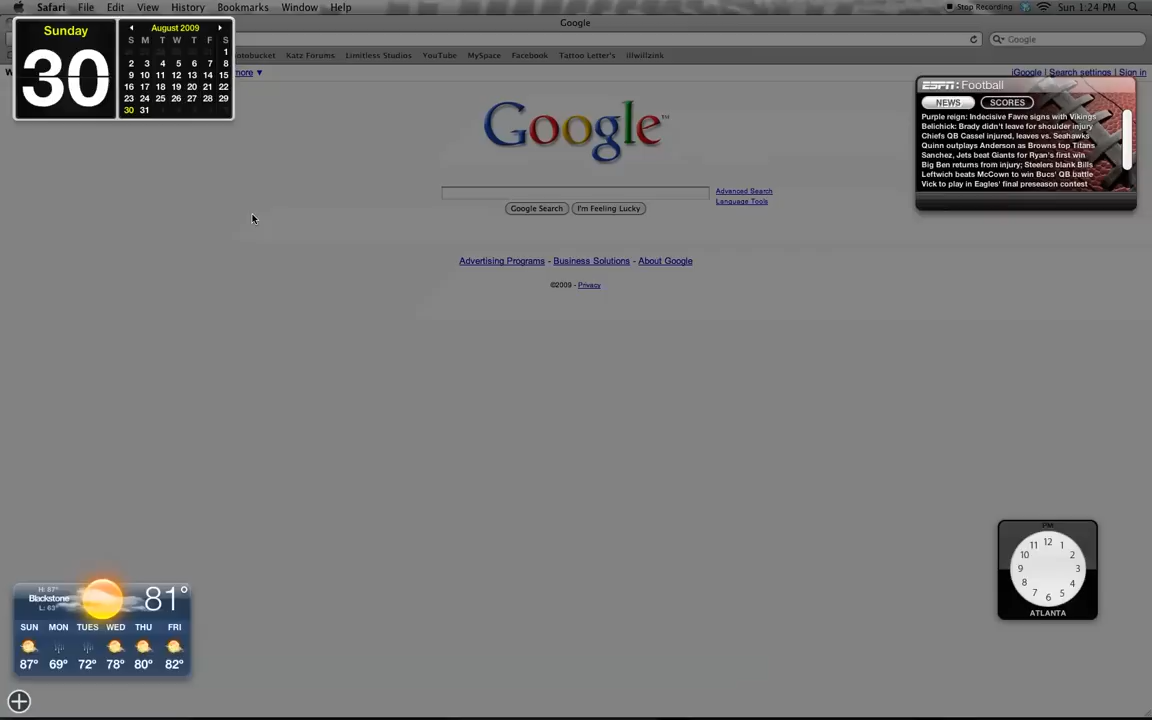 Safari File Edit View History Bookmarks Window Help
Stop Recording Sun 1:24 PM
Google
Google
Photobucket Katz Forums Limitless Studios YouTube MySpace Facebook Tattoo Letter's illwillzink
more ▼
iGoogle | Search settings | Sign in
Sunday
30
August 2009
S M T W T F S
1
2 3 4 5 6 7 8
9 10 11 12 13 14 15
16 17 18 19 20 21 22
23 24 25 26 27 28 29
30 31
ESPN: Football
NEWS SCORES
Purple reign: Indecisive Favre signs with Vikings
Belichick: Brady didn't leave for shoulder injury
Chiefs QB Cassel injured, leaves vs. Seahawks
Quinn outplays Anderson as Browns top Titans
Sanchez, Jets beat Giants for Ryan's first win
Big Ben returns from injury; Steelers blank Bills
Leftwich beats McCown to win Bucs' QB battle
Vick to play in Eagles' final preseason contest
Google™
Advanced Search
Language Tools
Google Search I'm Feeling Lucky
Advertising Programs - Business Solutions - About Google
©2009 - Privacy
PM
12 1 2 3 4 5 6 7 8 9 10 11
ATLANTA
H: 87°
Blackstone
L: 63°
81°
SUN MON TUES WED THU FRI
87° 69° 72° 78° 80° 82°